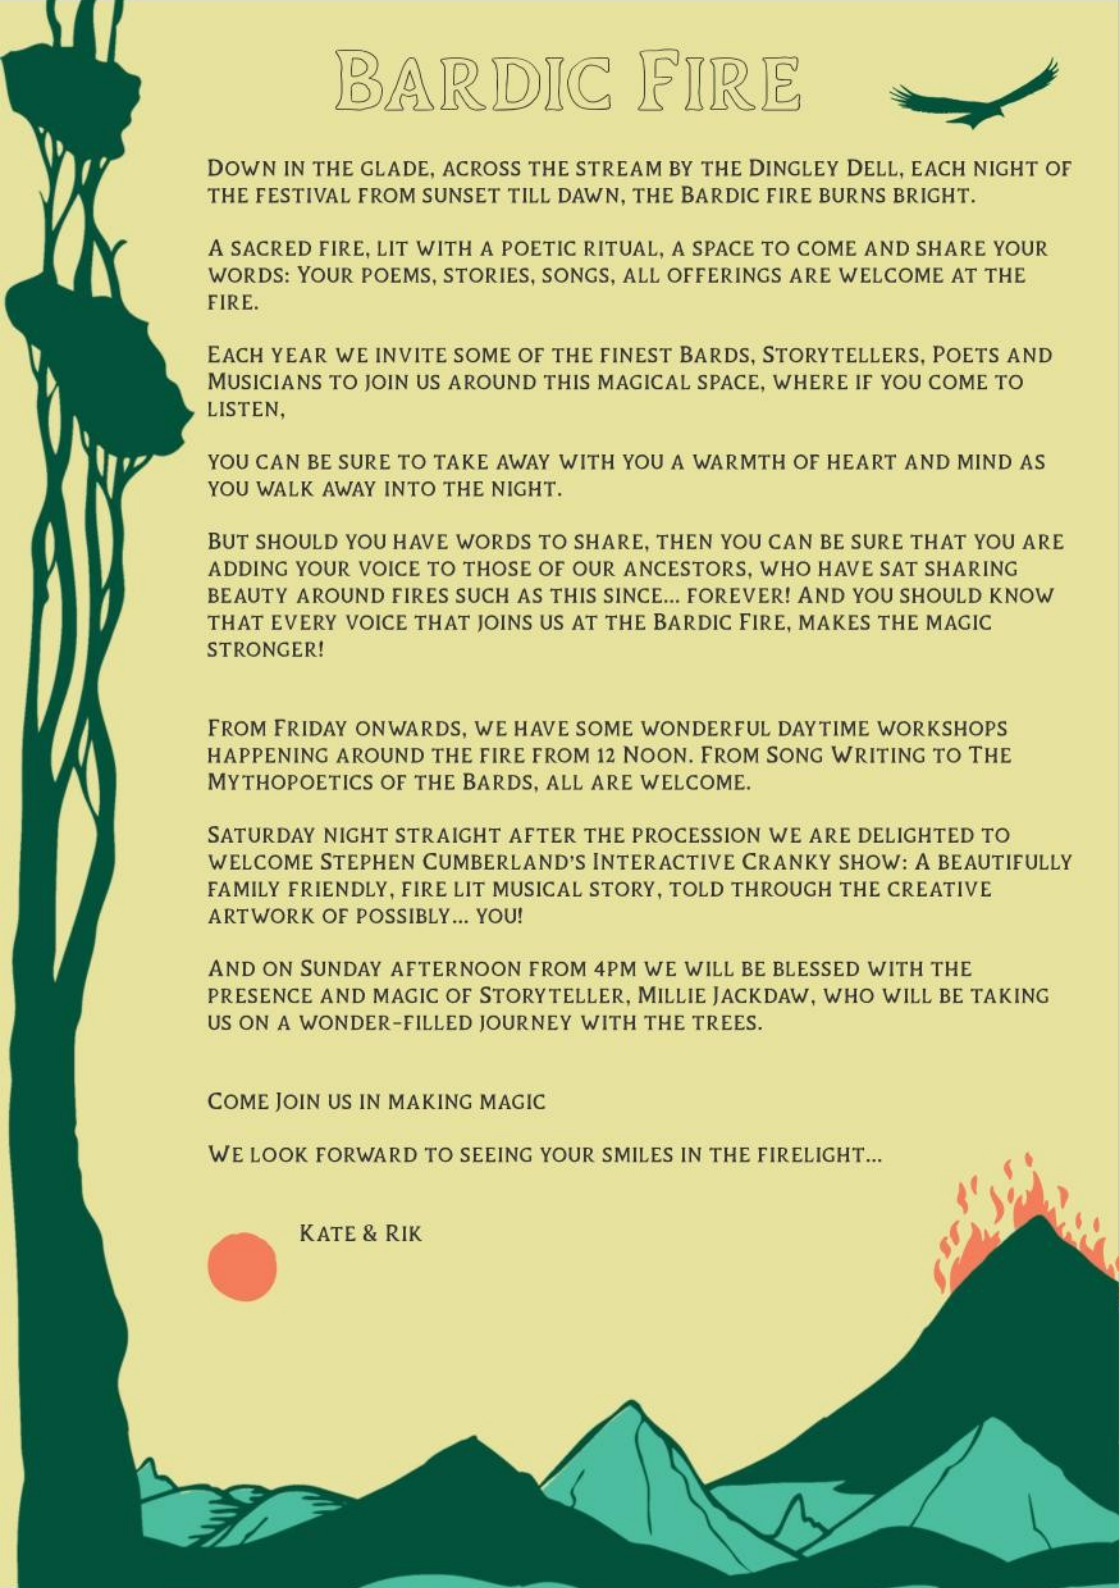 Bardic Fire
Down in the glade, across the stream by the Dingley Dell, each night of
the festival from sunset till dawn, the Bardic fire burns bright.
A sacred fire, lit with a poetic ritual, a space to come and share your
words: Your poems, stories, songs, all offerings are welcome at the
fire.
Each year we invite some of the finest Bards, Storytellers, Poets and
Musicians to join us around this magical space, where if you come to
listen,
you can be sure to take away with you a warmth of heart and mind as
you walk away into the night.
But should you have words to share, then you can be sure that you are
adding your voice to those of our ancestors, who have sat sharing
beauty around fires such as this since... forever! And you should know
that every voice that joins us at the Bardic Fire, makes the magic
stronger!
From Friday onwards, we have some wonderful daytime workshops
happening around the fire from 12 Noon. From Song Writing to The
Mythopoetics of the Bards, all are welcome.
Saturday night straight after the procession we are delighted to
welcome Stephen Cumberland's Interactive Cranky show: A beautifully
family friendly, fire lit musical story, told through the creative
artwork of possibly... you!
And on Sunday afternoon from 4pm we will be blessed with the
presence and magic of Storyteller, Millie Jackdaw, who will be taking
us on a wonder-filled journey with the trees.
Come Join us in making magic
We look forward to seeing your smiles in the firelight...
Kate & Rik